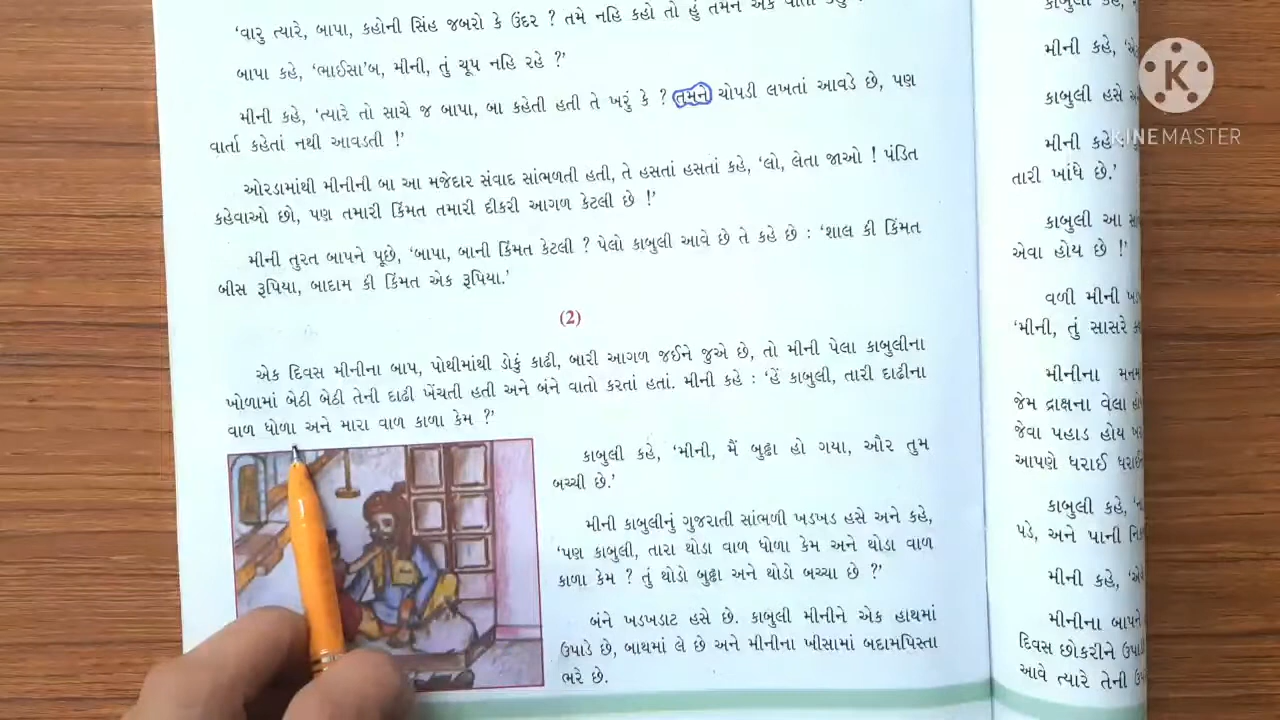 'વારુ ત્યારે, બાપા, કહોની સિંહ જબરો કે ઉંદર ? તમે નહિ કહો તો હું તમને એક
બાપા કહે, 'ભાઈસા'બ, મીની, તું ચૂપ નહિ રહે ?'
મીની કહે, 'ત્યારે તો સાચે જ બાપા, બા કહેતી હતી તે ખરું કે ? તમને ચોપડી લખતાં આવડે છે, પણ
વાર્તા કહેતાં નથી આવડતી !'
ઓરડામાંથી મીનીની બા આ મજેદાર સંવાદ સાંભળતી હતી, તે હસતાં હસતાં કહે, 'લો, લેતા જાઓ ! પંડિત
કહેવાઓ છો, પણ તમારી કિંમત તમારી દીકરી આગળ કેટલી છે !'
મીની તુરત બાપને પૂછે, 'બાપા, બાની કિંમત કેટલી ? પેલો કાબુલી આવે છે તે કહે છે : 'શાલ કી કિંમત
બીસ રૂપિયા, બાદામ કી કિંમત એક રૂપિયા.'
(2)
એક દિવસ મીનીના બાપ, પોથીમાંથી ડોકું કાઢી, બારી આગળ જઈને જુએ છે, તો મીની પેલા કાબુલીના
ખોળામાં બેઠી બેઠી તેની દાઢી ખેંચતી હતી અને બંને વાતો કરતાં હતાં. મીની કહે : 'હેં કાબુલી, તારી દાઢીના
વાળ ધોળા અને મારા વાળ કાળા કેમ ?'
કાબુલી કહે, 'મીની, મૈં બુઢ્ઢા હો ગયા, ઔર તુમ
બચ્ચી છે.'
મીની કાબુલીનું ગુજરાતી સાંભળી ખડખડ હસે અને કહે,
'પણ કાબુલી, તારા થોડા વાળ ધોળા કેમ અને થોડા વાળ
કાળા કેમ ? તું થોડો બુઢ્ઢા અને થોડો બચ્ચા છે ?'
બંને ખડખડાટ હસે છે. કાબુલી મીનીને એક હાથમાં
ઉપાડે છે, બાથમાં લે છે અને મીનીના ખીસામાં બદામપિસ્તા
ભરે છે.
મીની કહે,
કાબુલી હસે
મીની કહે,
તારી ખાંધે છે.'
કાબુલી આ
એવા હોય છે !'
વળી મીની
'મીની, તું સાસરે
મીનીના
જેમ દ્રાક્ષના વેલા
જેવા પહાડ હોય
આપણે ધરાઈ
કાબુલી કહે,
પડે, અને પાની
મીની કહે,
મીનીના બાપને
દિવસ છોકરીને
આવે ત્યારે તેની
K
KINEMASTER